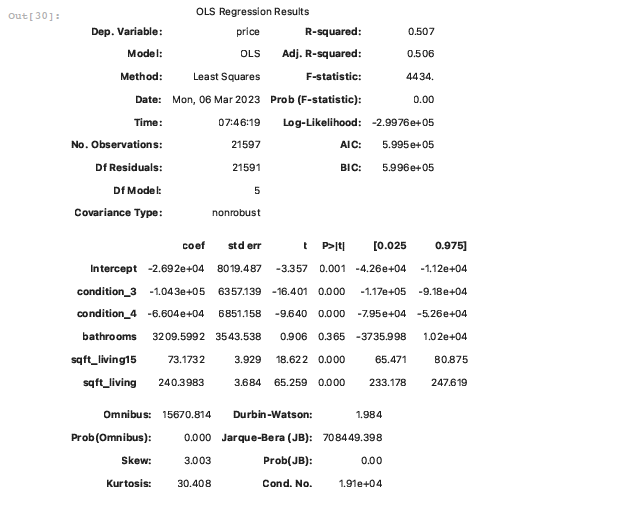 Out[30]:
OLS Regression Results
Dep. Variable: price R-squared: 0.507
Model: OLS Adj. R-squared: 0.506
Method: Least Squares F-statistic: 4434.
Date: Mon, 06 Mar 2023 Prob (F-statistic): 0.00
Time: 07:46:19 Log-Likelihood: -2.9976e+05
No. Observations: 21597 AIC: 5.995e+05
Df Residuals: 21591 BIC: 5.996e+05
Df Model: 5
Covariance Type: nonrobust
coef std err t P>|t| [0.025 0.975]
Intercept -2.692e+04 8019.487 -3.357 0.001 -4.26e+04 -1.12e+04
condition_3 -1.043e+05 6357.139 -16.401 0.000 -1.17e+05 -9.18e+04
condition_4 -6.604e+04 6851.158 -9.640 0.000 -7.95e+04 -5.26e+04
bathrooms 3209.5992 3543.538 0.906 0.365 -3735.998 1.02e+04
sqft_living15 73.1732 3.929 18.622 0.000 65.471 80.875
sqft_living 240.3983 3.684 65.259 0.000 233.178 247.619
Omnibus: 15670.814 Durbin-Watson: 1.984
Prob(Omnibus): 0.000 Jarque-Bera (JB): 708449.398
Skew: 3.003 Prob(JB): 0.00
Kurtosis: 30.408 Cond. No. 1.91e+04